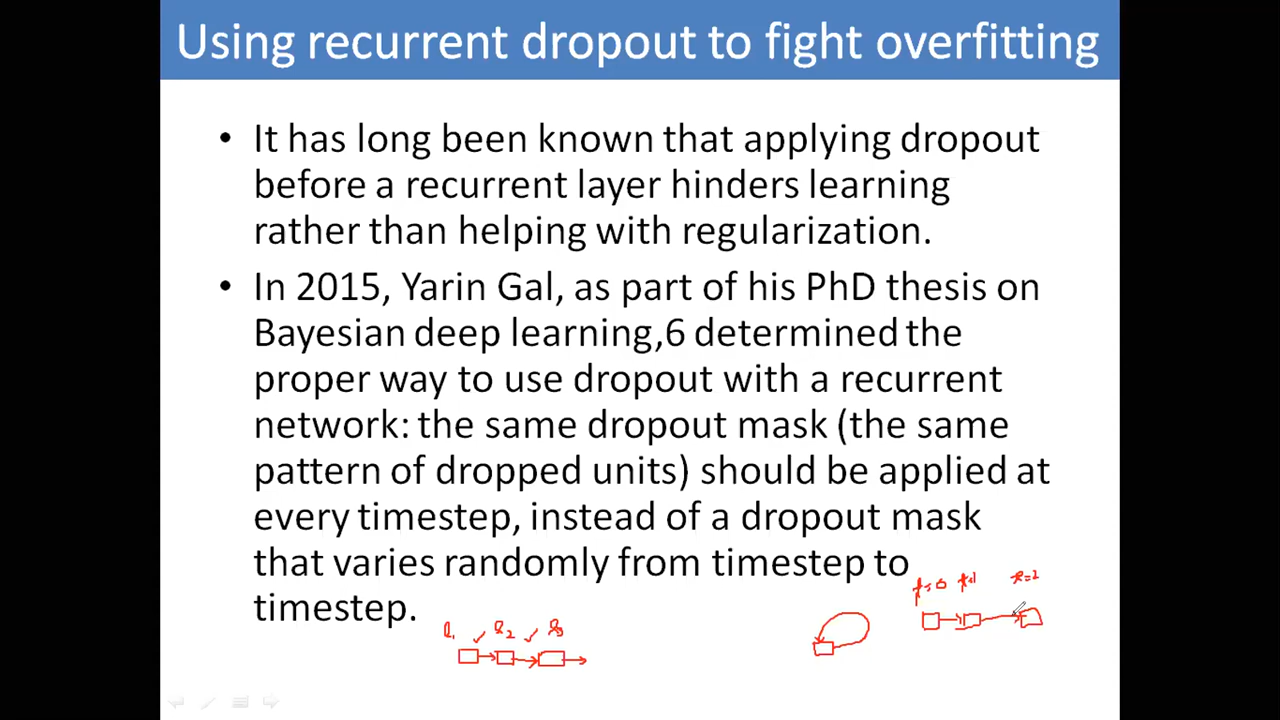 Using recurrent dropout to fight overfitting
• It has long been known that applying dropout
before a recurrent layer hinders learning
rather than helping with regularization.
• In 2015, Yarin Gal, as part of his PhD thesis on
Bayesian deep learning,6 determined the
proper way to use dropout with a recurrent
network: the same dropout mask (the same
pattern of dropped units) should be applied at
every timestep, instead of a dropout mask
that varies randomly from timestep to
timestep.